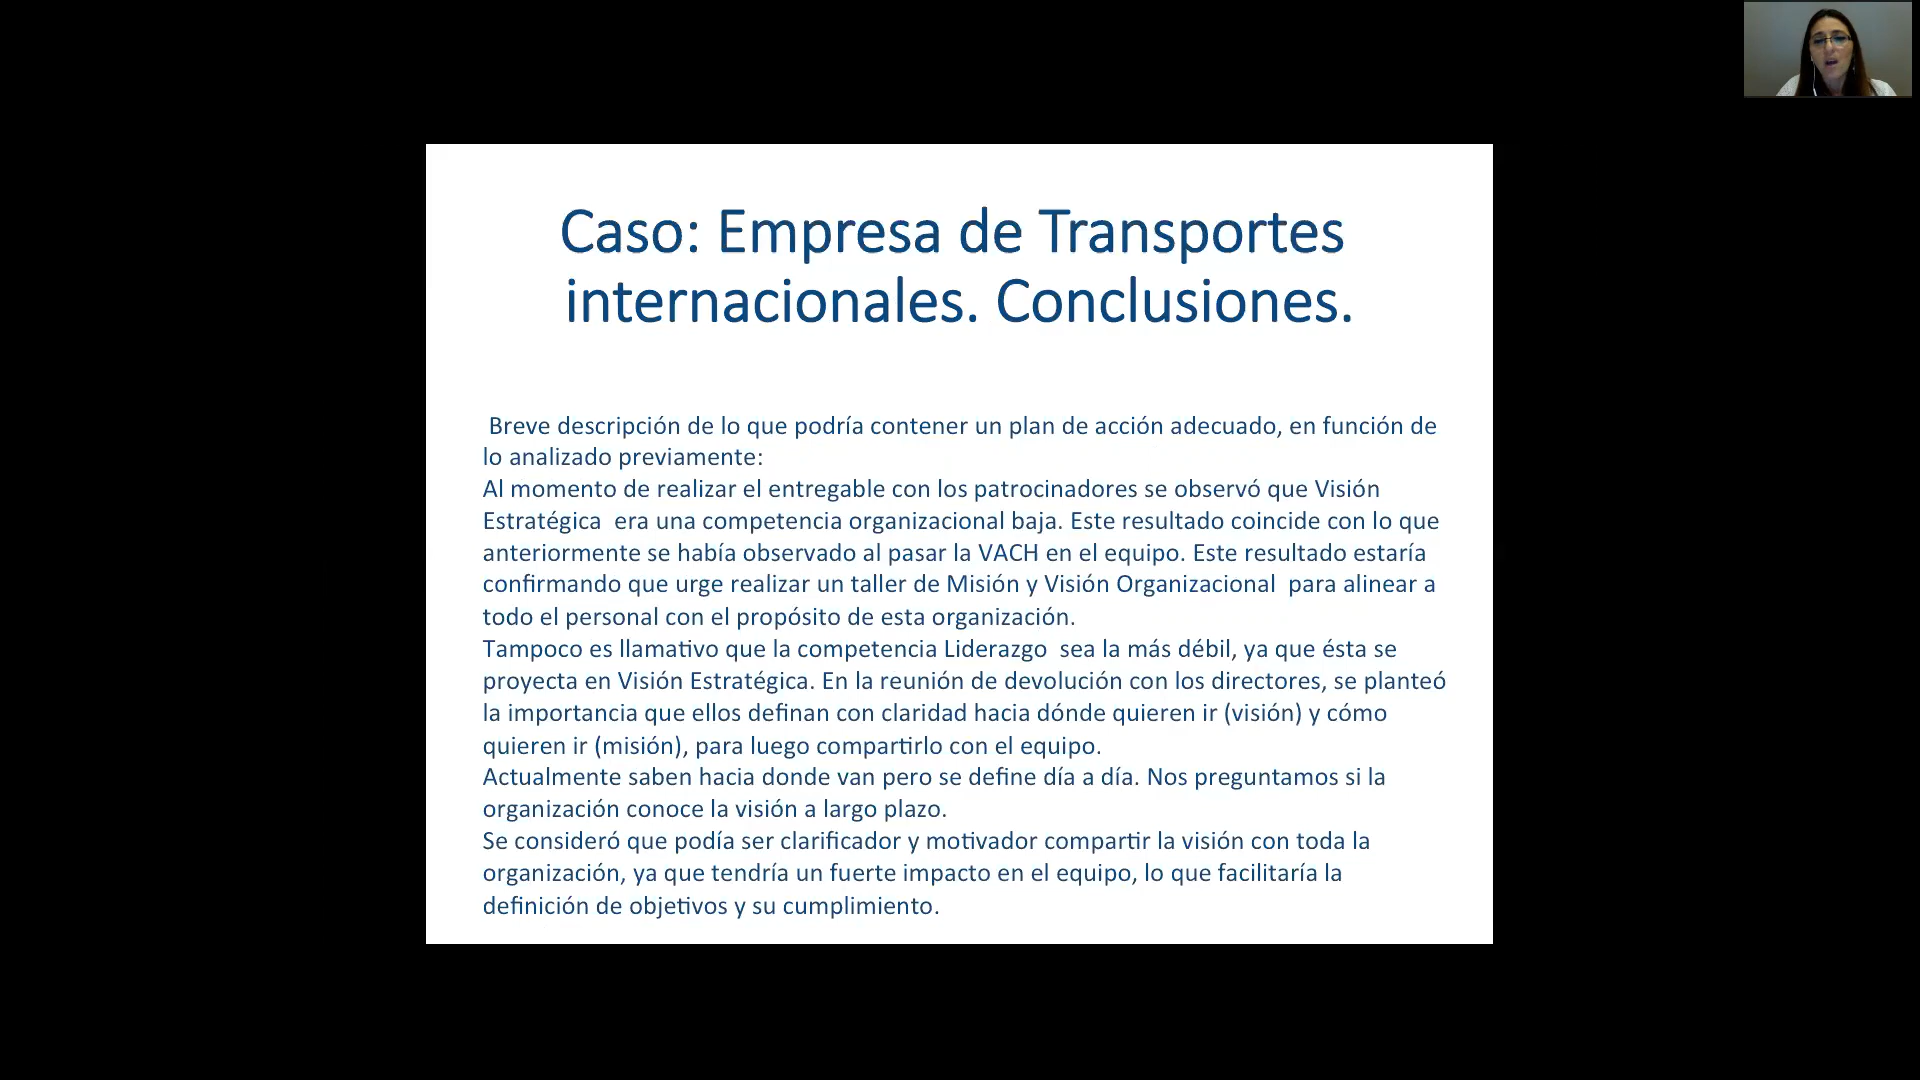 Caso: Empresa de Transportes
internacionales. Conclusiones.
Breve descripción de lo que podría contener un plan de acción adecuado, en función de
lo analizado previamente:
Al momento de realizar el entregable con los patrocinadores se observó que Visión
Estratégica  era una competencia organizacional baja. Este resultado coincide con lo que
anteriormente se había observado al pasar la VACH en el equipo. Este resultado estaría
confirmando que urge realizar un taller de Misión y Visión Organizacional  para alinear a
todo el personal con el propósito de esta organización.
Tampoco es llamativo que la competencia Liderazgo  sea la más débil, ya que ésta se
proyecta en Visión Estratégica. En la reunión de devolución con los directores, se planteó
la importancia que ellos definan con claridad hacia dónde quieren ir (visión) y cómo
quieren ir (misión), para luego compartirlo con el equipo.
Actualmente saben hacia donde van pero se define día a día. Nos preguntamos si la
organización conoce la visión a largo plazo.
Se consideró que podía ser clarificador y motivador compartir la visión con toda la
organización, ya que tendría un fuerte impacto en el equipo, lo que facilitaría la
definición de objetivos y su cumplimiento.